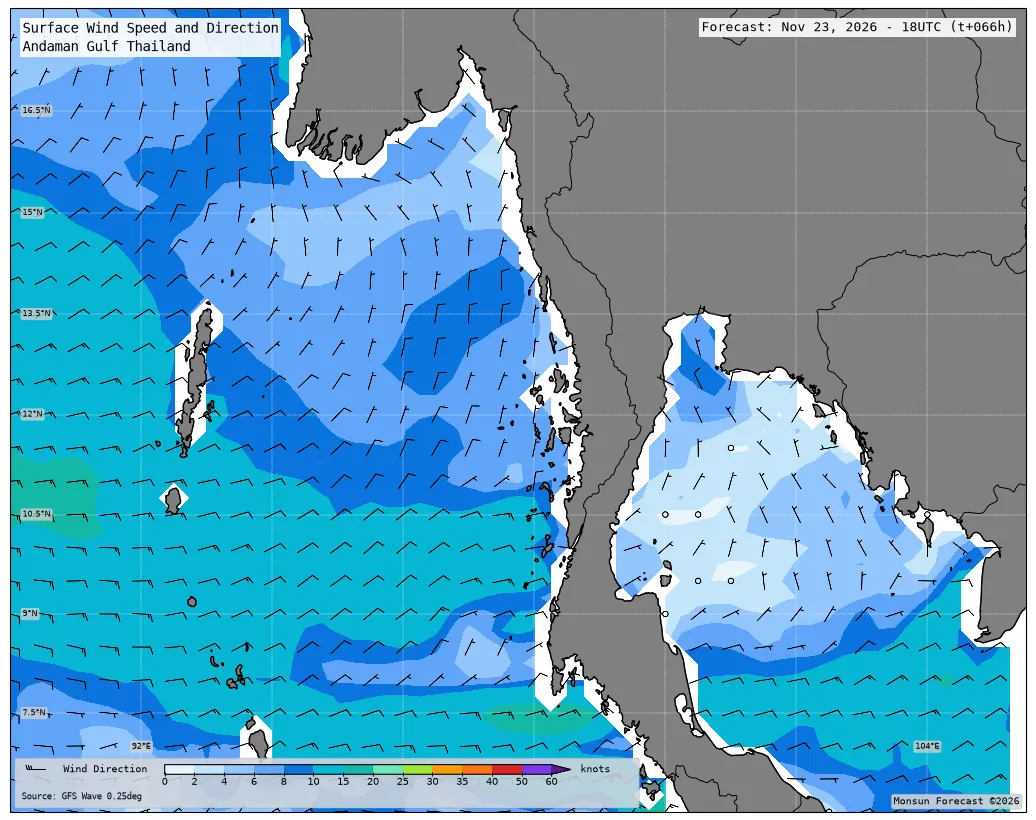 Surface Wind Speed and Direction
Andaman Gulf Thailand
Forecast: Nov 23, 2026 - 18UTC (t+066h)
16.5°N
15°N
13.5°N
12°N
10.5°N
9°N
7.5°N
92°E
104°E
Wind Direction
knots
0 2 4 6 8 10 15 20 25 30 35 40 50 60
Source: GFS Wave 0.25deg
Monsun Forecast ©2026